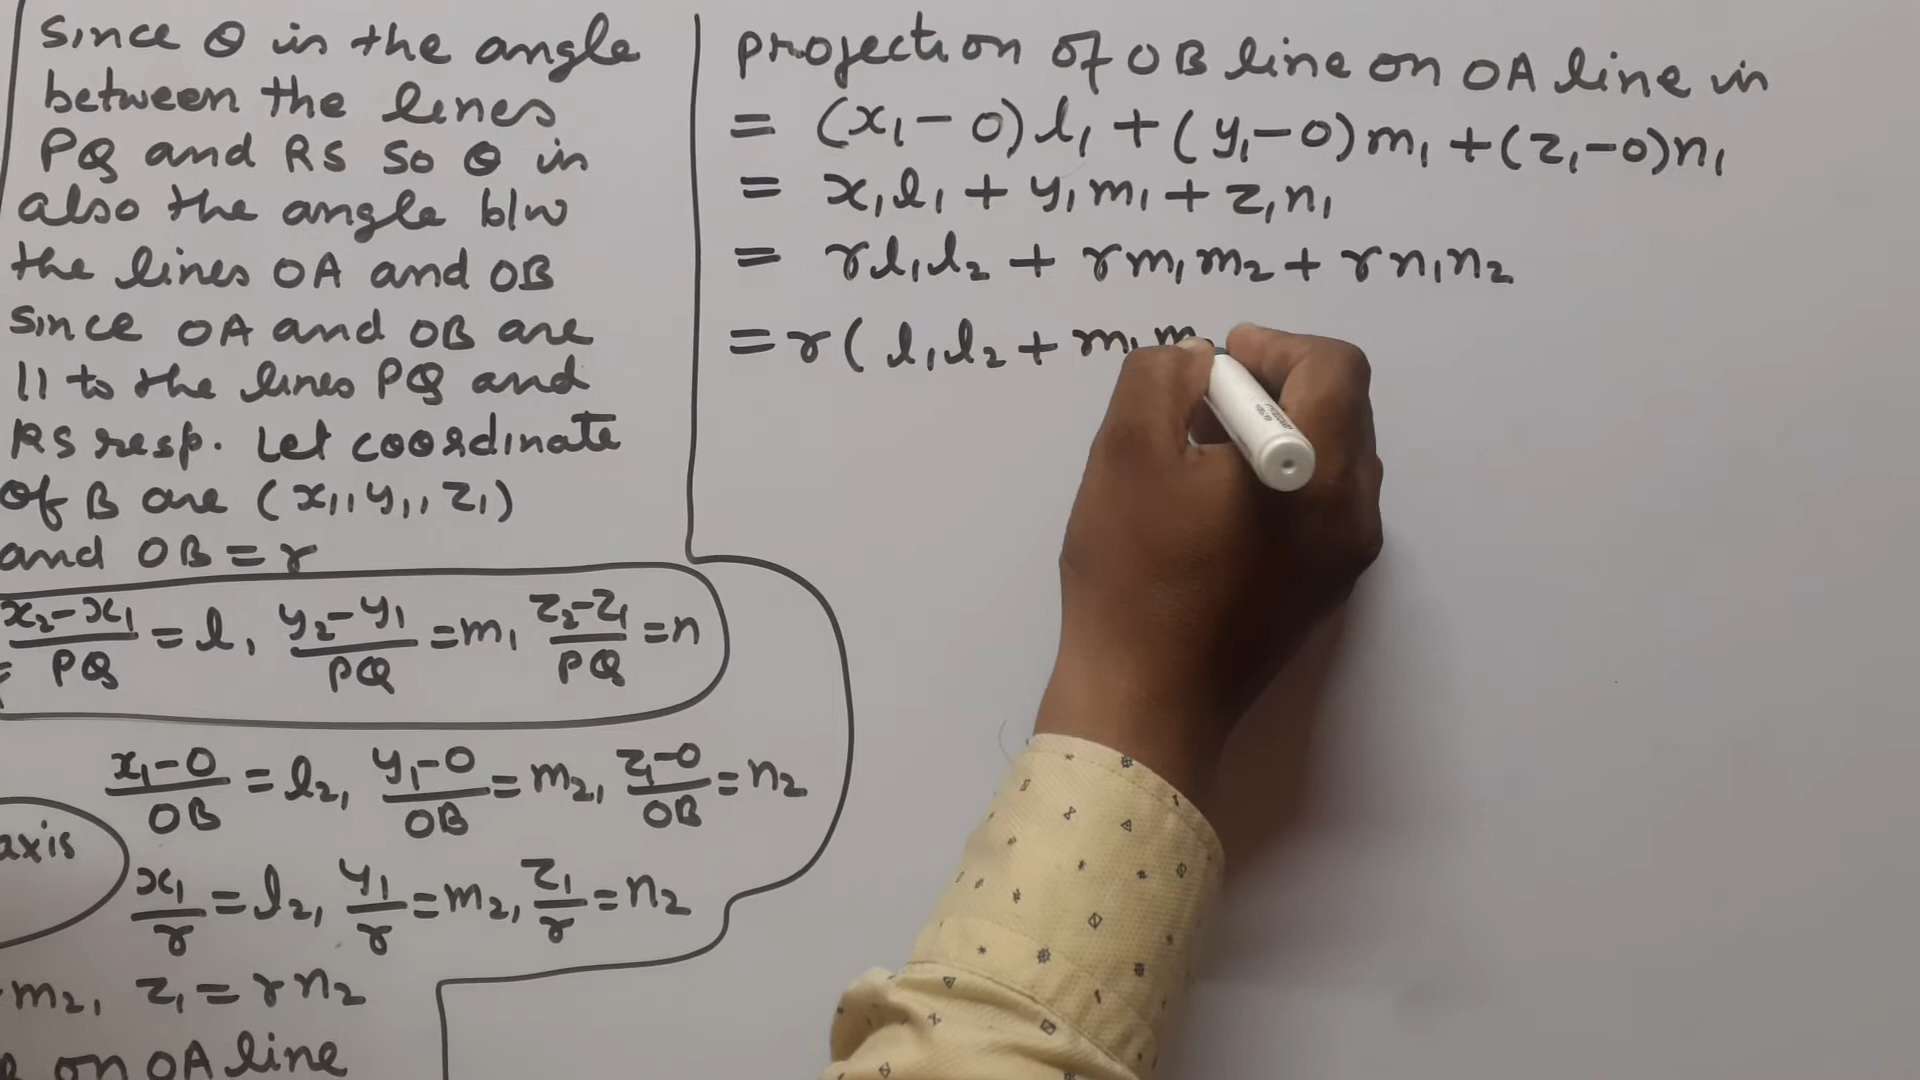 since θ in the angle
between the lines
PQ and RS so θ in
also the angle b/w
the lines OA and OB
since OA and OB are
|| to the lines PQ and
RS resp. Let coordinate
of B are (x₁, y₁, z₁)
and OB = r
x₂-x₁/PQ = l, y₂-y₁/PQ = m, z₂-z₁/PQ = n
x₁-0/OB = l₂, y₁-0/OB = m₂, z₁-0/OB = n₂
axis
x₁/r = l₂, y₁/r = m₂, z₁/r = n₂
m₂, z₁ = rn₂
on OA line
projection of OB line on OA line in
= (x₁-0)l₁ + (y₁-0)m₁ + (z₁-0)n₁
= x₁l₁ + y₁m₁ + z₁n₁
= rl₁l₂ + rm₁m₂ + rn₁n₂
= r(l₁l₂ + m₁m